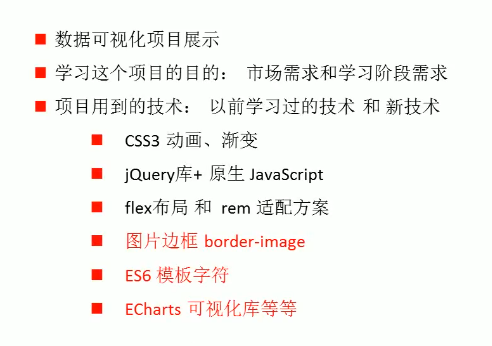 数据可视化项目展示
学习这个项目的目的： 市场需求和学习阶段需求
项目用到的技术： 以前学习过的技术 和 新技术
CSS3 动画、渐变
jQuery库+ 原生 JavaScript
flex布局 和 rem 适配方案
图片边框 border-image
ES6 模板字符
ECharts 可视化库等等